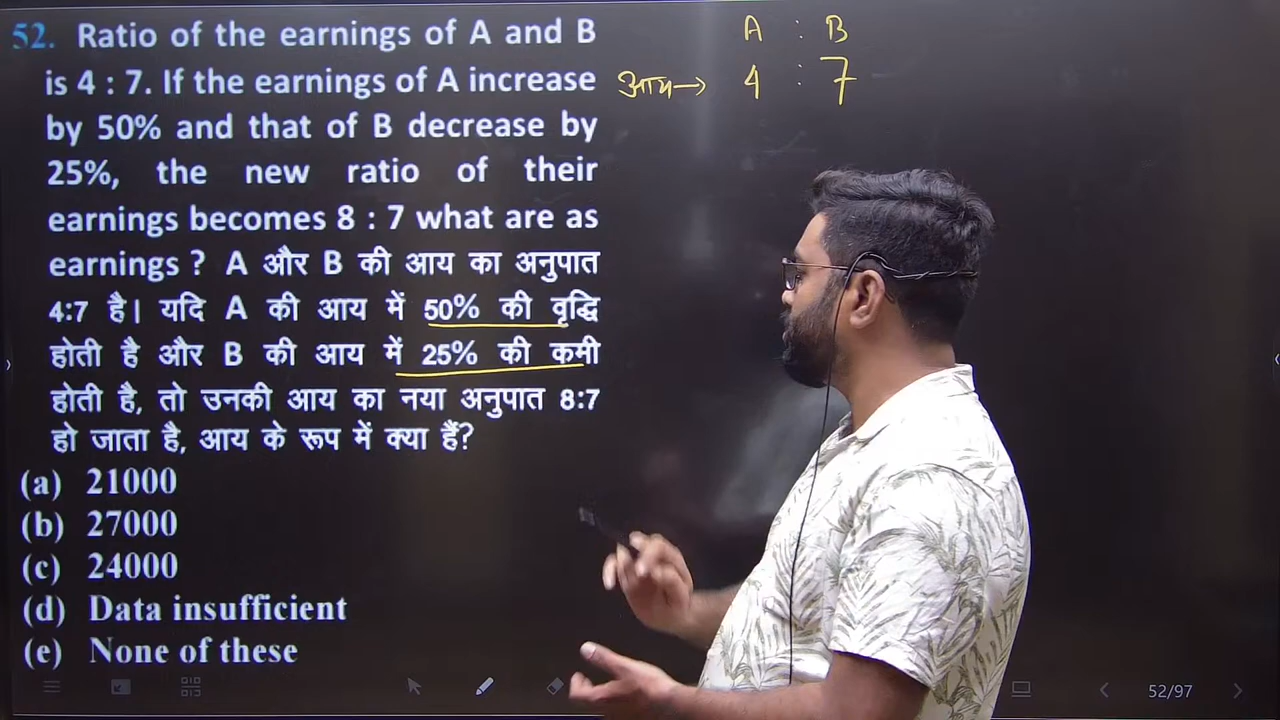 52. Ratio of the earnings of A and B
is 4 : 7. If the earnings of A increase
by 50% and that of B decrease by
25%, the new ratio of their
earnings becomes 8 : 7 what are as
earnings ? A और B की आय का अनुपात
4:7 है। यदि A की आय में 50% की वृद्धि
होती है और B की आय में 25% की कमी
होती है, तो उनकी आय का नया अनुपात 8:7
हो जाता है, आय के रूप में क्या हैं?
(a) 21000
(b) 27000
(c) 24000
(d) Data insufficient
(e) None of these
A : B
आय→ 4 : 7
52/97